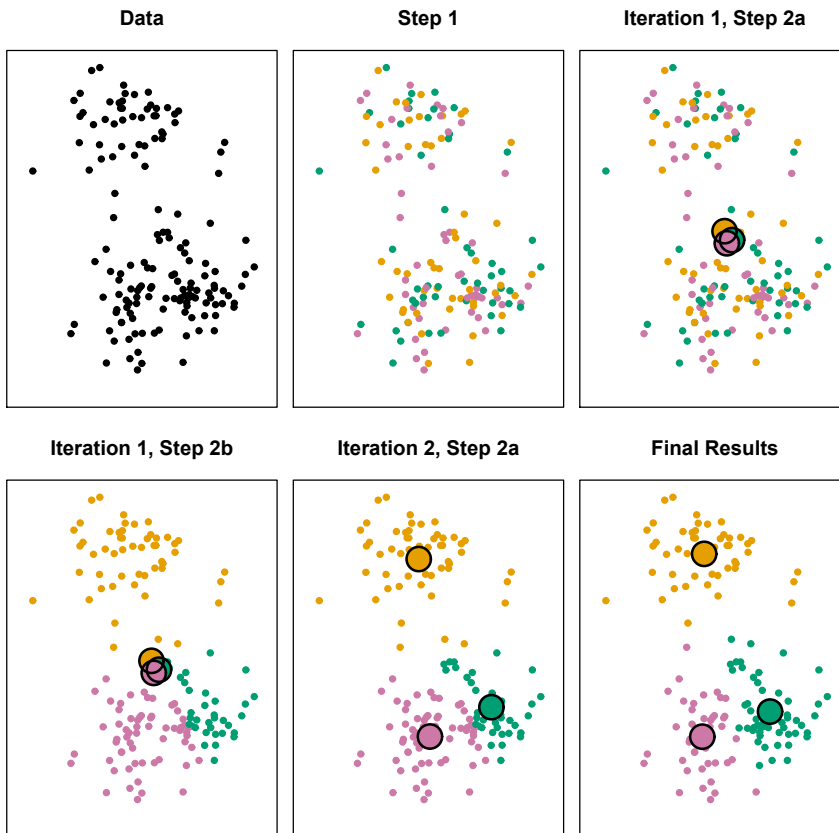 Data
Step 1
Iteration 1, Step 2a
Iteration 1, Step 2b
Iteration 2, Step 2a
Final Results